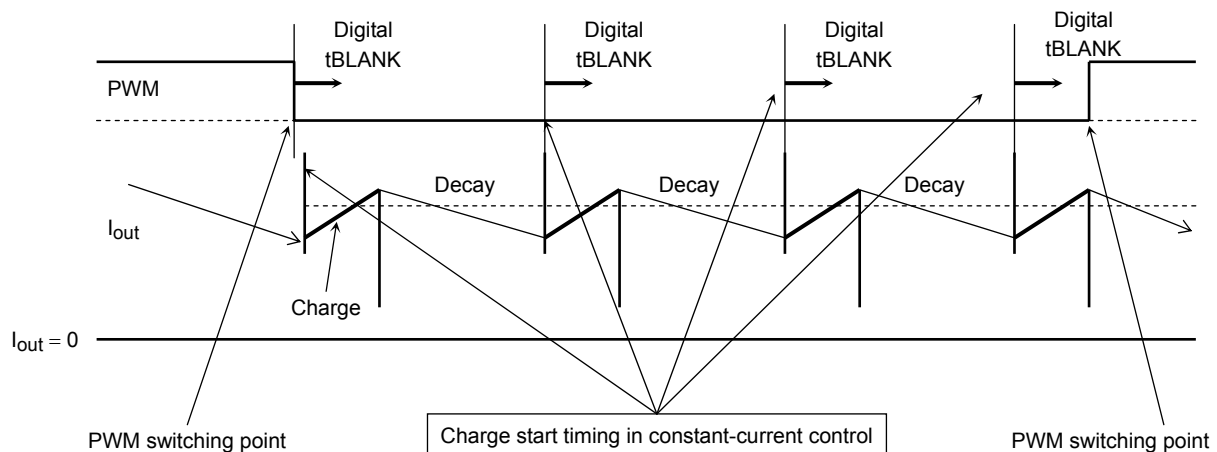 Digital
tBLANK
Digital
tBLANK
Digital
tBLANK
Digital
tBLANK
PWM
Decay
Decay
Decay
Iout
Charge
Iout = 0
PWM switching point
Charge start timing in constant-current control
PWM switching point